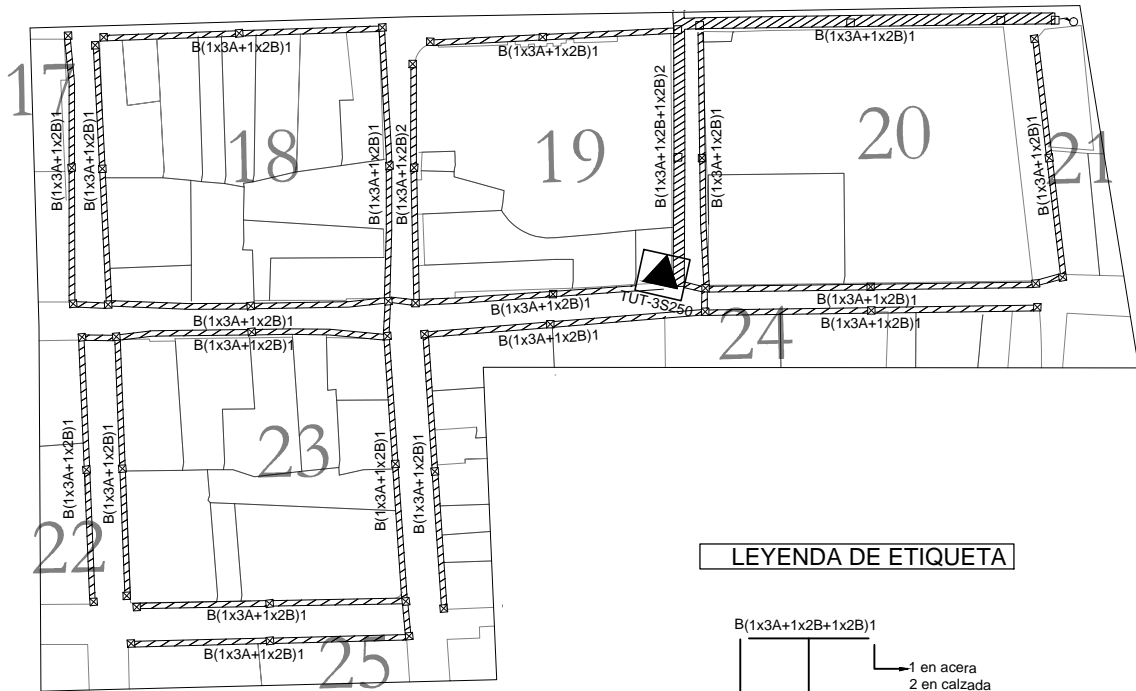 B(1x3A+1x2B)1
B(1x3A+1x2B)1
B(1x3A+1x2B)1
17
18
19
20
21
B(1x3A+1x2B)1
B(1x3A+1x2B)1
B(1x3A+1x2B)1
B(1x3A+1x2B)2
B(1x3A+1x2B+1x2B)2
B(1x3A+1x2B)1
B(1x3A+1x2B)1
TUT-3S250
B(1x3A+1x2B)1
B(1x3A+1x2B)1
B(1x3A+1x2B)1
B(1x3A+1x2B)1
B(1x3A+1x2B)1
B(1x3A+1x2B)1
24
23
22
B(1x3A+1x2B)1
B(1x3A+1x2B)1
B(1x3A+1x2B)1
B(1x3A+1x2B)1
B(1x3A+1x2B)1
B(1x3A+1x2B)1
25
LEYENDA DE ETIQUETA
B(1x3A+1x2B+1x2B)1
1 en acera
2 en calzada